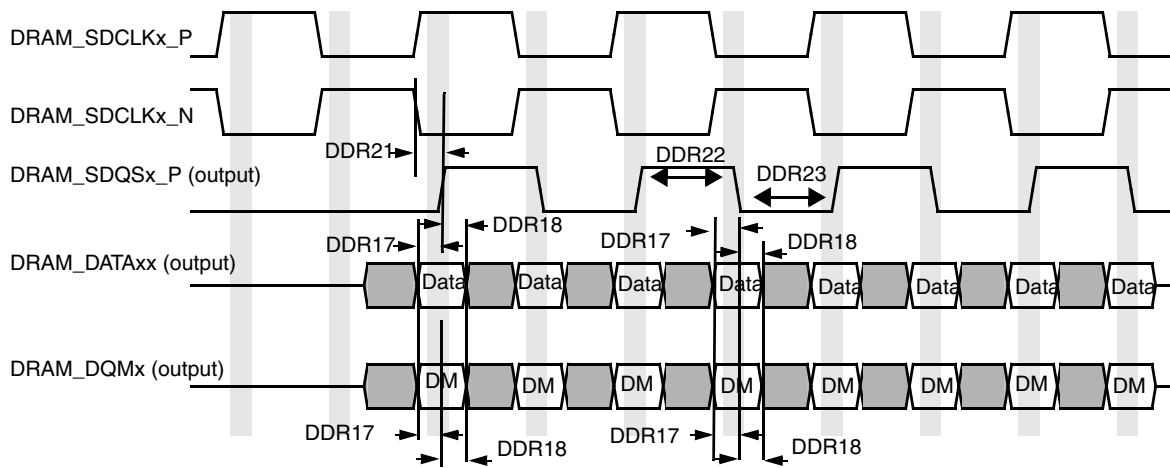 DRAM_SDCLKx_P
DRAM_SDCLKx_N
DDR21
DDR22
DDR23
DRAM_SDQSx_P (output)
DDR17
DDR18
DDR17
DDR18
DRAM_DATAxx (output)
Data Data Data Data Data Data Data Data
DRAM_DQMx (output)
DM DM DM DM DM DM DM DM
DDR17
DDR18
DDR17
DDR18